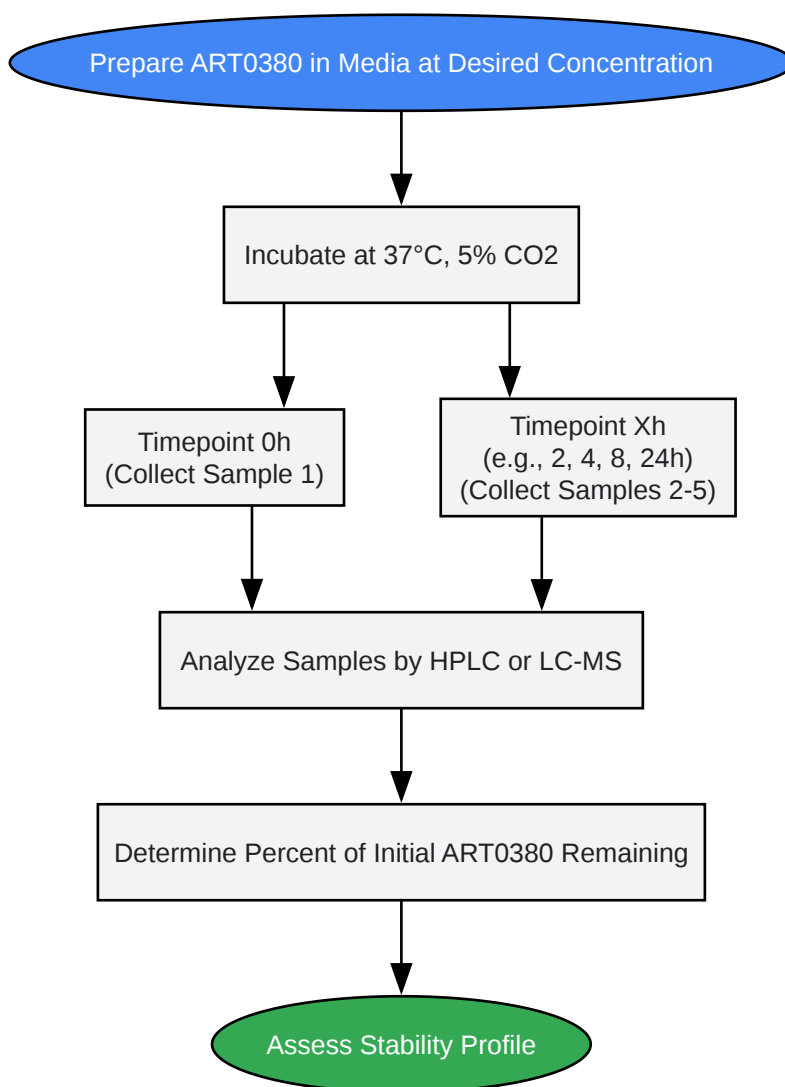 Prepare ART0380 in Media at Desired Concentration
Incubate at 37°C, 5% CO2
Timepoint 0h
(Collect Sample 1)
Timepoint Xh
(e.g., 2, 4, 8, 24h)
(Collect Samples 2-5)
Analyze Samples by HPLC or LC-MS
Determine Percent of Initial ART0380 Remaining
Assess Stability Profile